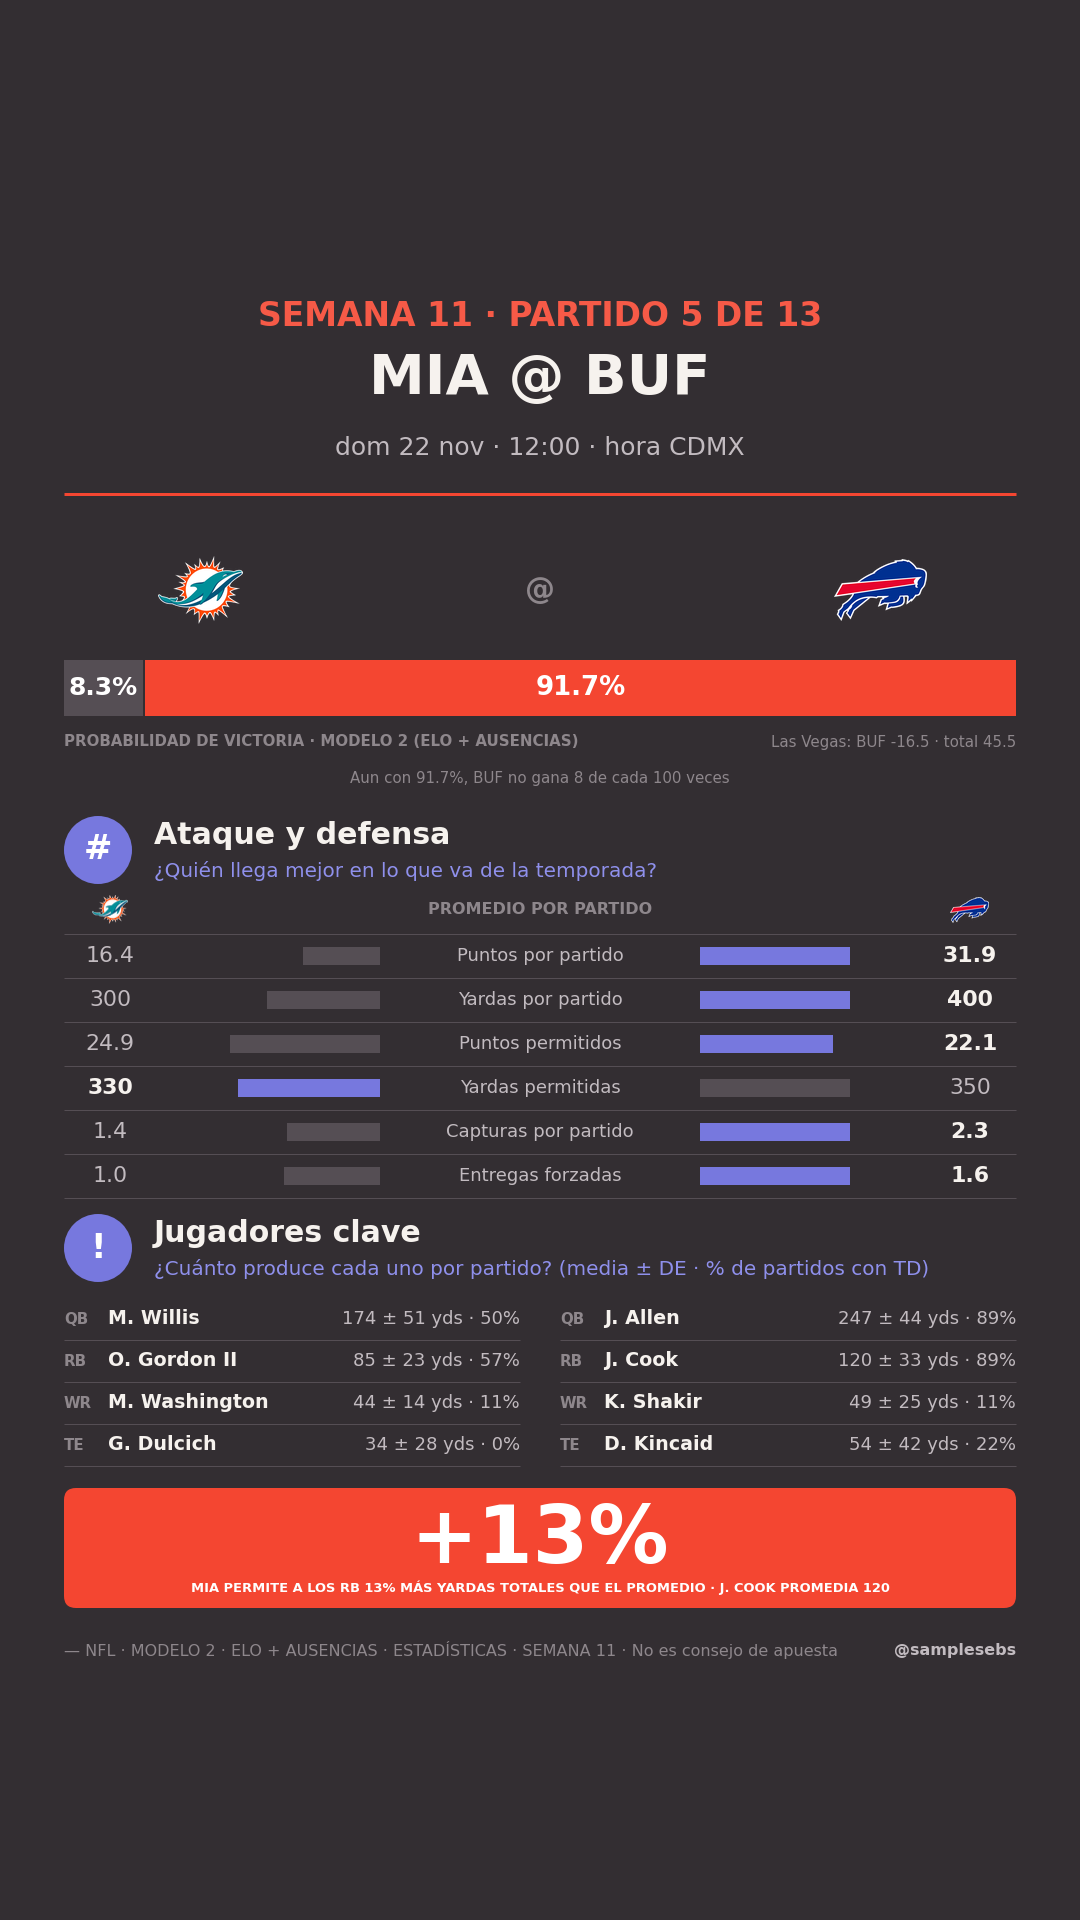 SEMANA 11 · PARTIDO 5 DE 13
MIA @ BUF
dom 22 nov · 12:00 · hora CDMX
@
8.3% 91.7%
PROBABILIDAD DE VICTORIA · MODELO 2 (ELO + AUSENCIAS) Las Vegas: BUF -16.5 · total 45.5
Aun con 91.7%, BUF no gana 8 de cada 100 veces
# Ataque y defensa
¿Quién llega mejor en lo que va de la temporada?
PROMEDIO POR PARTIDO
16.4 Puntos por partido 31.9
300 Yardas por partido 400
24.9 Puntos permitidos 22.1
330 Yardas permitidas 350
1.4 Capturas por partido 2.3
1.0 Entregas forzadas 1.6
! Jugadores clave
¿Cuánto produce cada uno por partido? (media ± DE · % de partidos con TD)
QB M. Willis 174 ± 51 yds · 50% QB J. Allen 247 ± 44 yds · 89%
RB O. Gordon II 85 ± 23 yds · 57% RB J. Cook 120 ± 33 yds · 89%
WR M. Washington 44 ± 14 yds · 11% WR K. Shakir 49 ± 25 yds · 11%
TE G. Dulcich 34 ± 28 yds · 0% TE D. Kincaid 54 ± 42 yds · 22%
+13%
MIA PERMITE A LOS RB 13% MÁS YARDAS TOTALES QUE EL PROMEDIO · J. COOK PROMEDIA 120
— NFL · MODELO 2 · ELO + AUSENCIAS · ESTADÍSTICAS · SEMANA 11 · No es consejo de apuesta @samplesebs